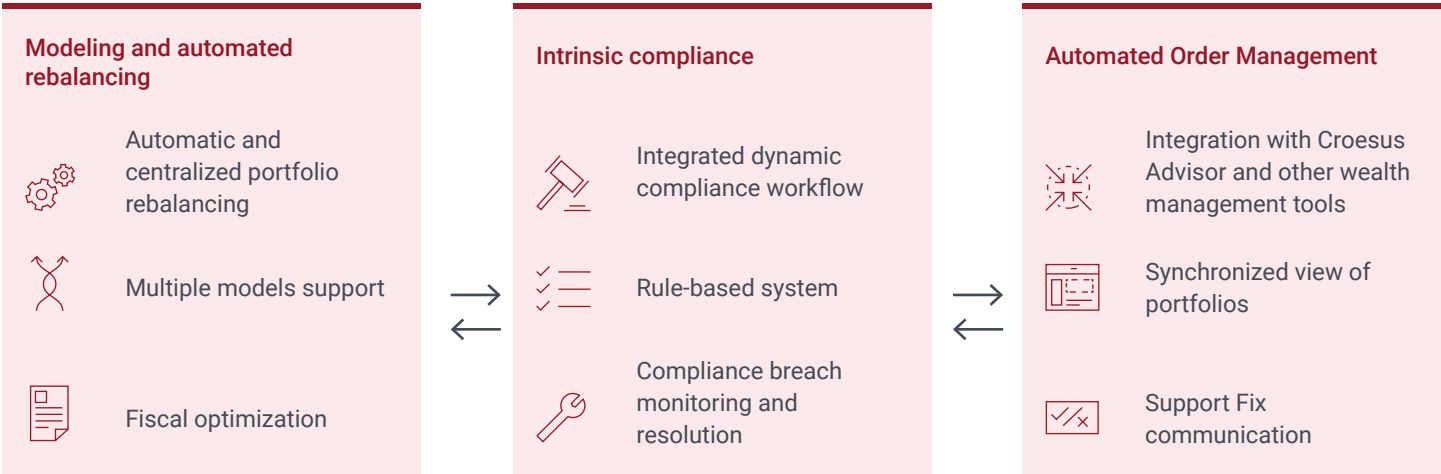 Modeling and automated
rebalancing
Automatic and
centralized portfolio
rebalancing
Multiple models support
Fiscal optimization
Intrinsic compliance
Integrated dynamic
compliance workflow
Rule-based system
Compliance breach
monitoring and
resolution
Automated Order Management
Integration with Croesus
Advisor and other wealth
management tools
Synchronized view of
portfolios
Support Fix
communication